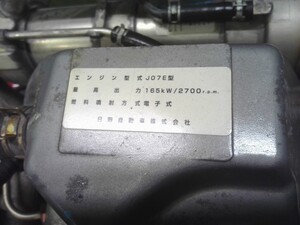 エンジン型式J07E型
最高出力165kW/2700r.p.m.
燃料噴射方式電子式
日野自動車株式会社